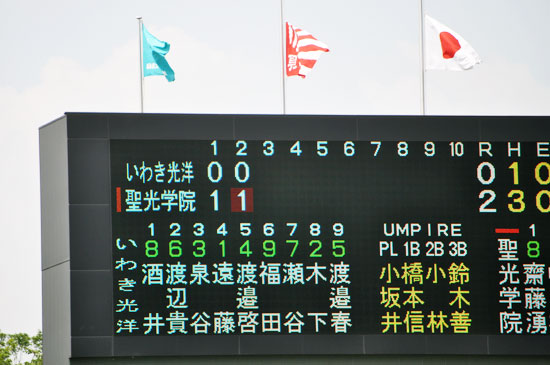 1 2 3 4 5 6 7 8 9 10 R H E
いわき光洋 0 0 0 1 0
聖光学院 1 1 2 3 0
1 2 3 4 5 6 7 8 9
8 6 3 1 4 9 7 2 5
いわき光洋
酒井
渡辺貴
泉谷
遠藤
渡邉啓
福田
瀬谷
木下
渡邉春
UMPIRE
PL 1B 2B 3B
小坂井
橋本信
小林
鈴木善
聖光学院
1
8
齋藤湧